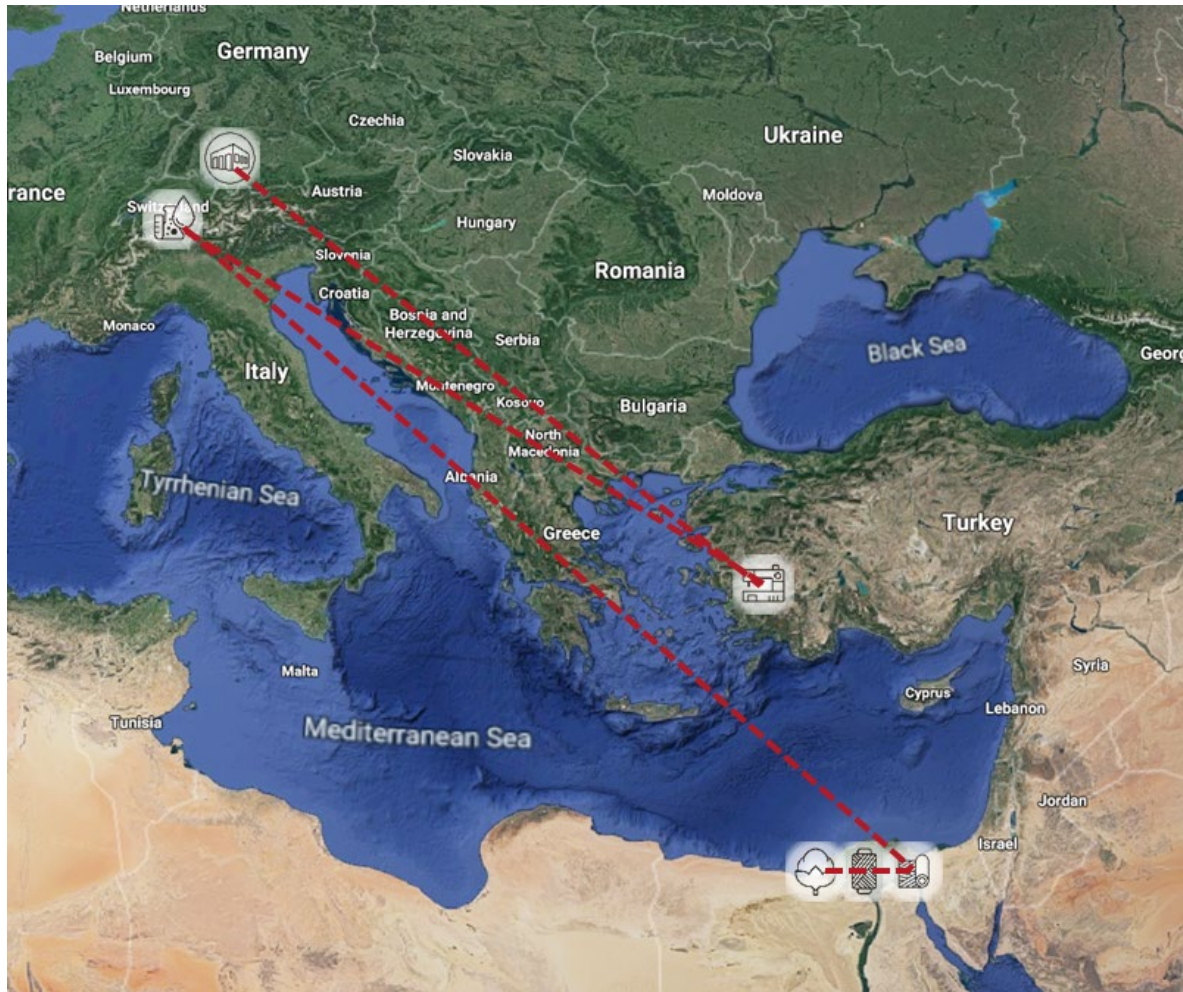 Netherlands
Germany
Belgium
Luxembourg
Czechia
Ukraine
Slovakia
rance
Austria
Moldova
Switzerland
Hungary
Slovenia
Romania
Croatia
Monaco
Bosnia and
Herzegovina
Serbia
Black Sea
Georg
Italy
Montenegro
Kosovo
Bulgaria
North
Macedonia
Albania
Tyrrhenian Sea
Greece
Turkey
Malta
Syria
Cyprus
Lebanon
Tunisia
Mediterranean Sea
Jordan
Israel